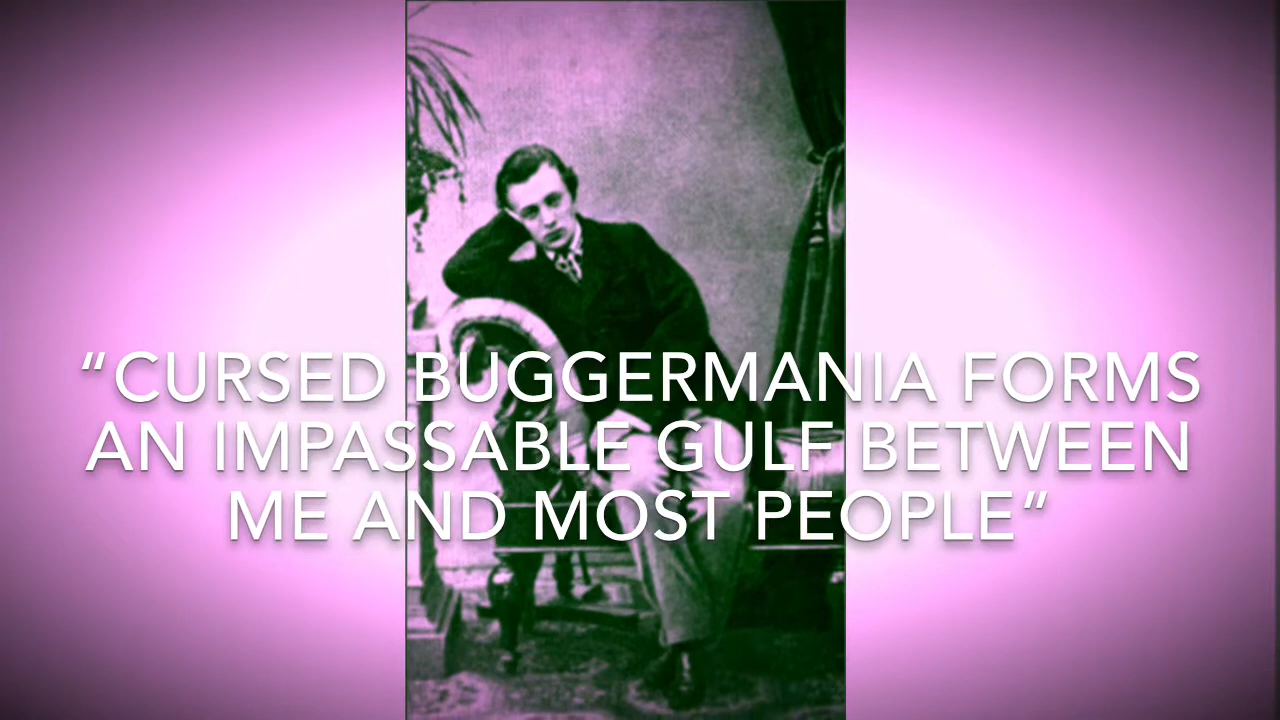 “CURSED BUGGERMANIA FORMS
AN IMPASSABLE GULF BETWEEN
ME AND MOST PEOPLE”